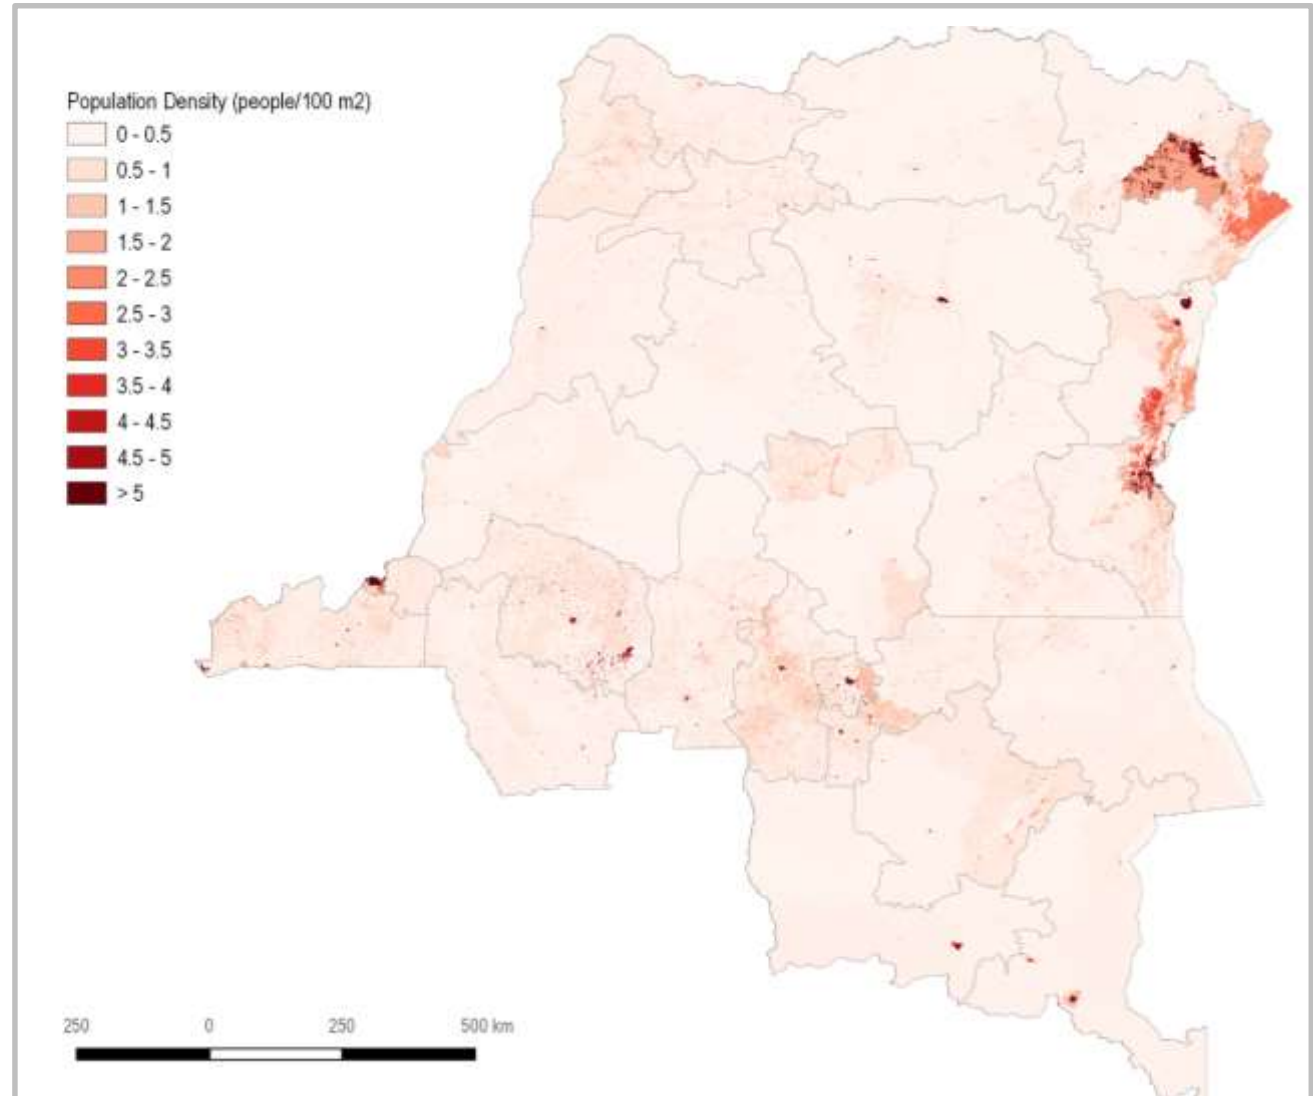 Population Density (people/100 m2)
0 - 0.5
0.5 - 1
1 - 1.5
1.5 - 2
2 - 2.5
2.5 - 3
3 - 3.5
3.5 - 4
4 - 4.5
4.5 - 5
> 5
250 0 250 500 km